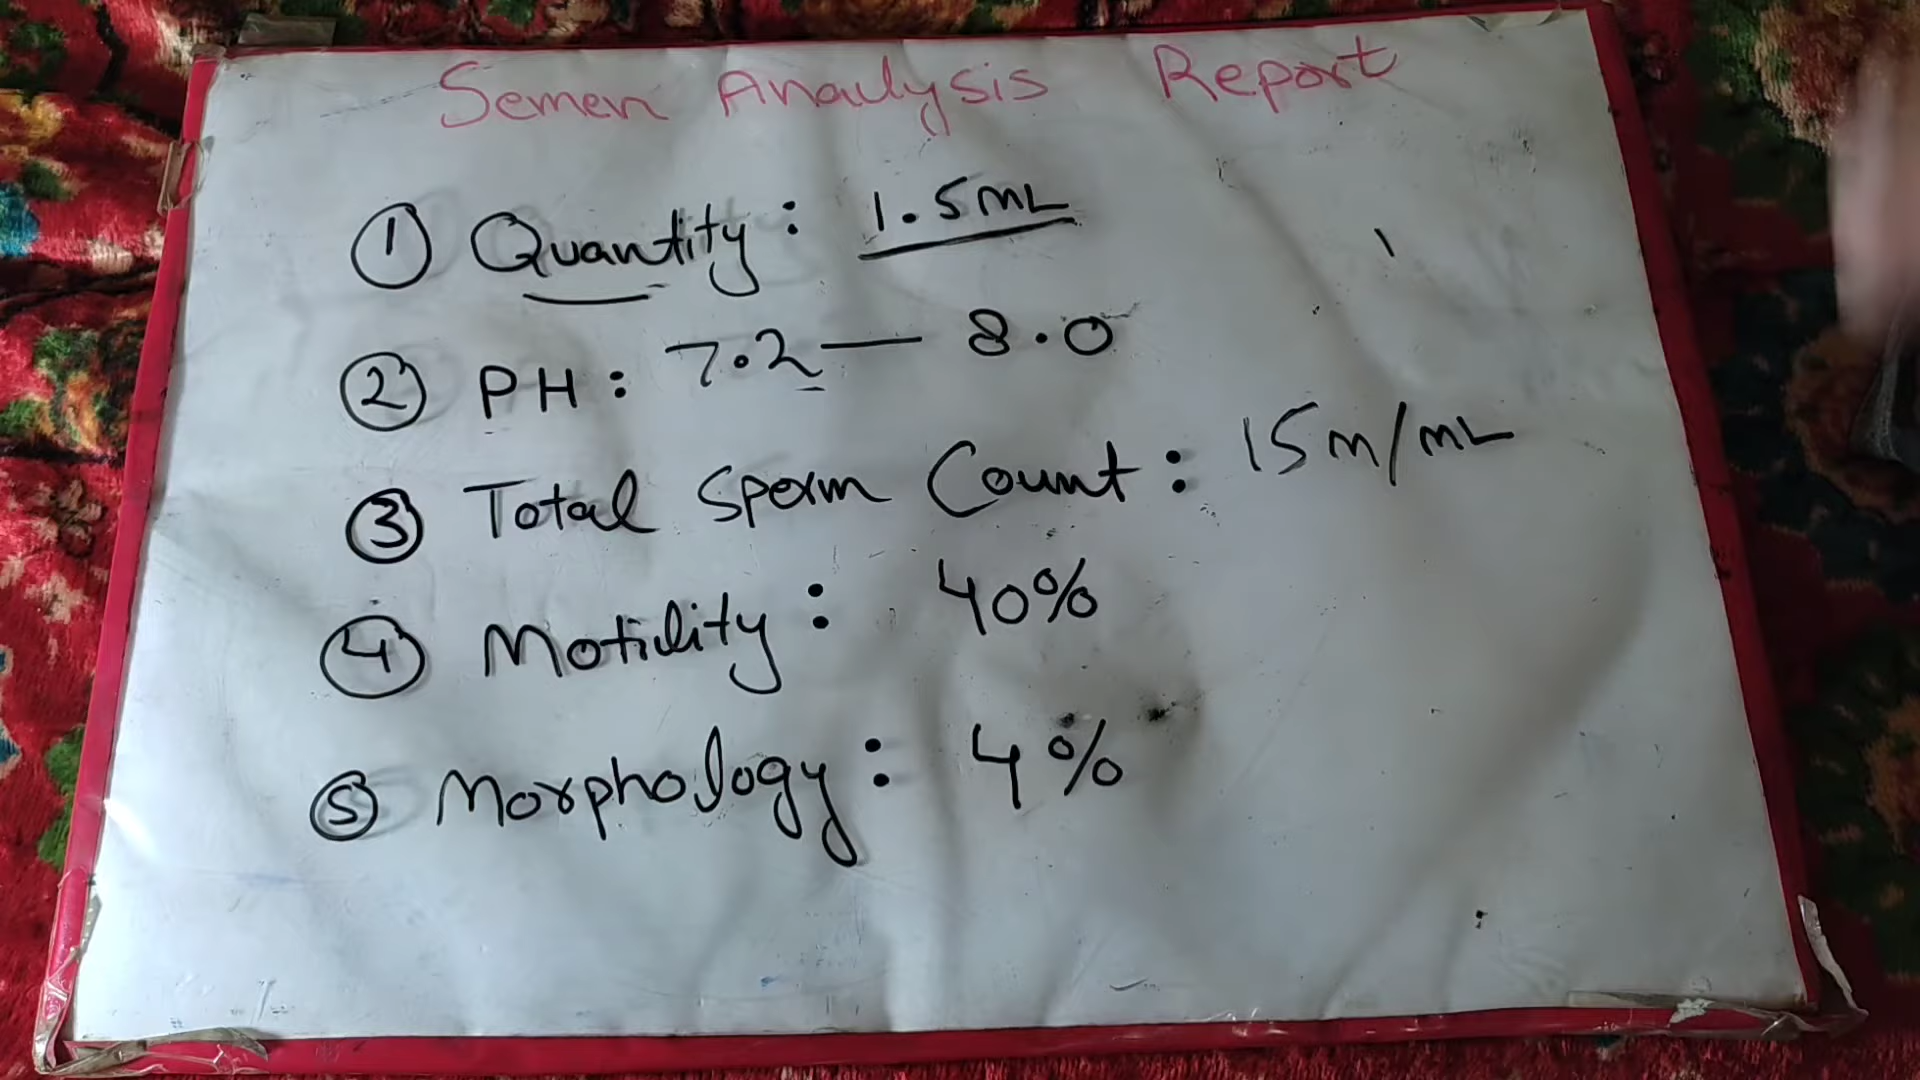 Semen Analysis Report
① Quantity: 1.5mL
② PH: 7.2 — 8.0
③ Total Sperm Count: 15m/mL
④ Motility: 40%
⑤ Morphology: 4%